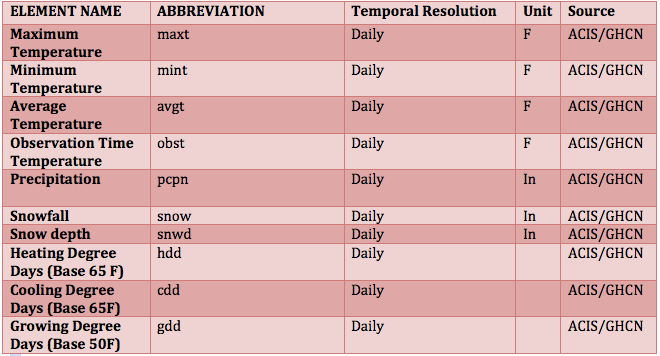 ELEMENT NAME ABBREVIATION Temporal Resolution Unit Source
Maximum Temperature maxt Daily F ACIS/GHCN
Minimum Temperature mint Daily F ACIS/GHCN
Average Temperature avgt Daily F ACIS/GHCN
Observation Time Temperature obst Daily F ACIS/GHCN
Precipitation pcpn Daily In ACIS/GHCN
Snowfall snow Daily In ACIS/GHCN
Snow depth snwd Daily In ACIS/GHCN
Heating Degree Days (Base 65 F) hdd Daily ACIS/GHCN
Cooling Degree Days (Base 65F) cdd Daily ACIS/GHCN
Growing Degree Days (Base 50F) gdd Daily ACIS/GHCN